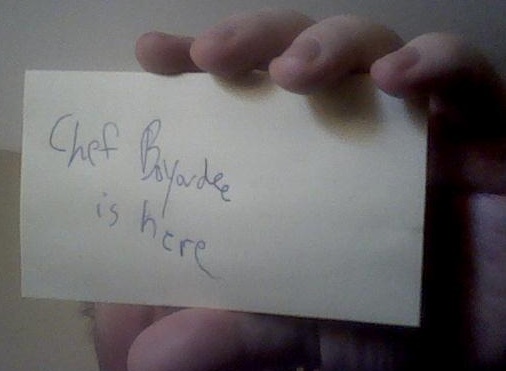 Chef Boyardee
is here